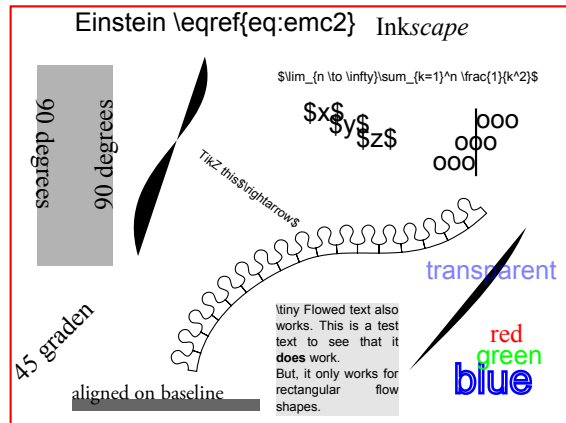 Einstein \eqref{eq:emc2}
Inkscape
$\lim_{n \to \infty}\sum_{k=1}^n \frac{1}{k^2}$
90 degrees
90 degrees
$x$
$y$
$z$
ooo
ooo
ooo
TikZ this$\rightarrow$
transparent
45 graden
\tiny Flowed text also
works. This is a test
text to see that it
does work.
But, it only works for
rectangular flow
shapes.
red
green
blue
aligned on baseline